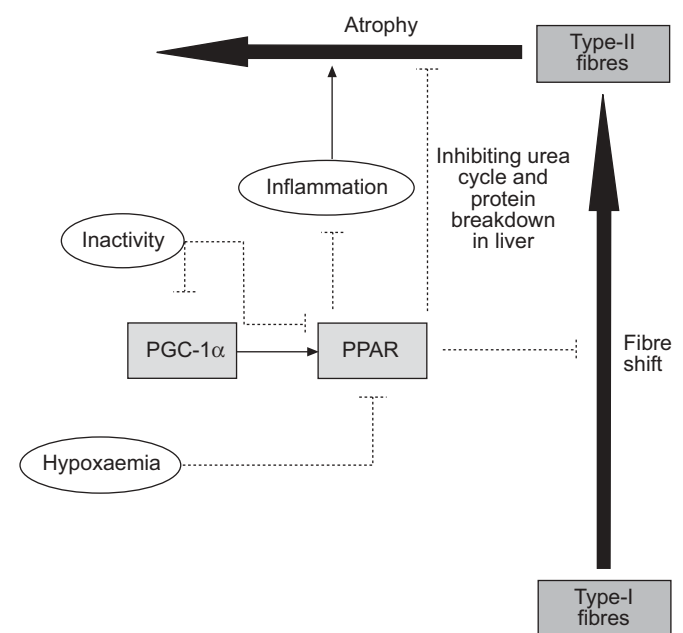 Atrophy
Type-II
fibres
Inhibiting urea
cycle and
protein
breakdown
in liver
Inflammation
Inactivity
PGC-1α
PPAR
Fibre
shift
Hypoxaemia
Type-I
fibres